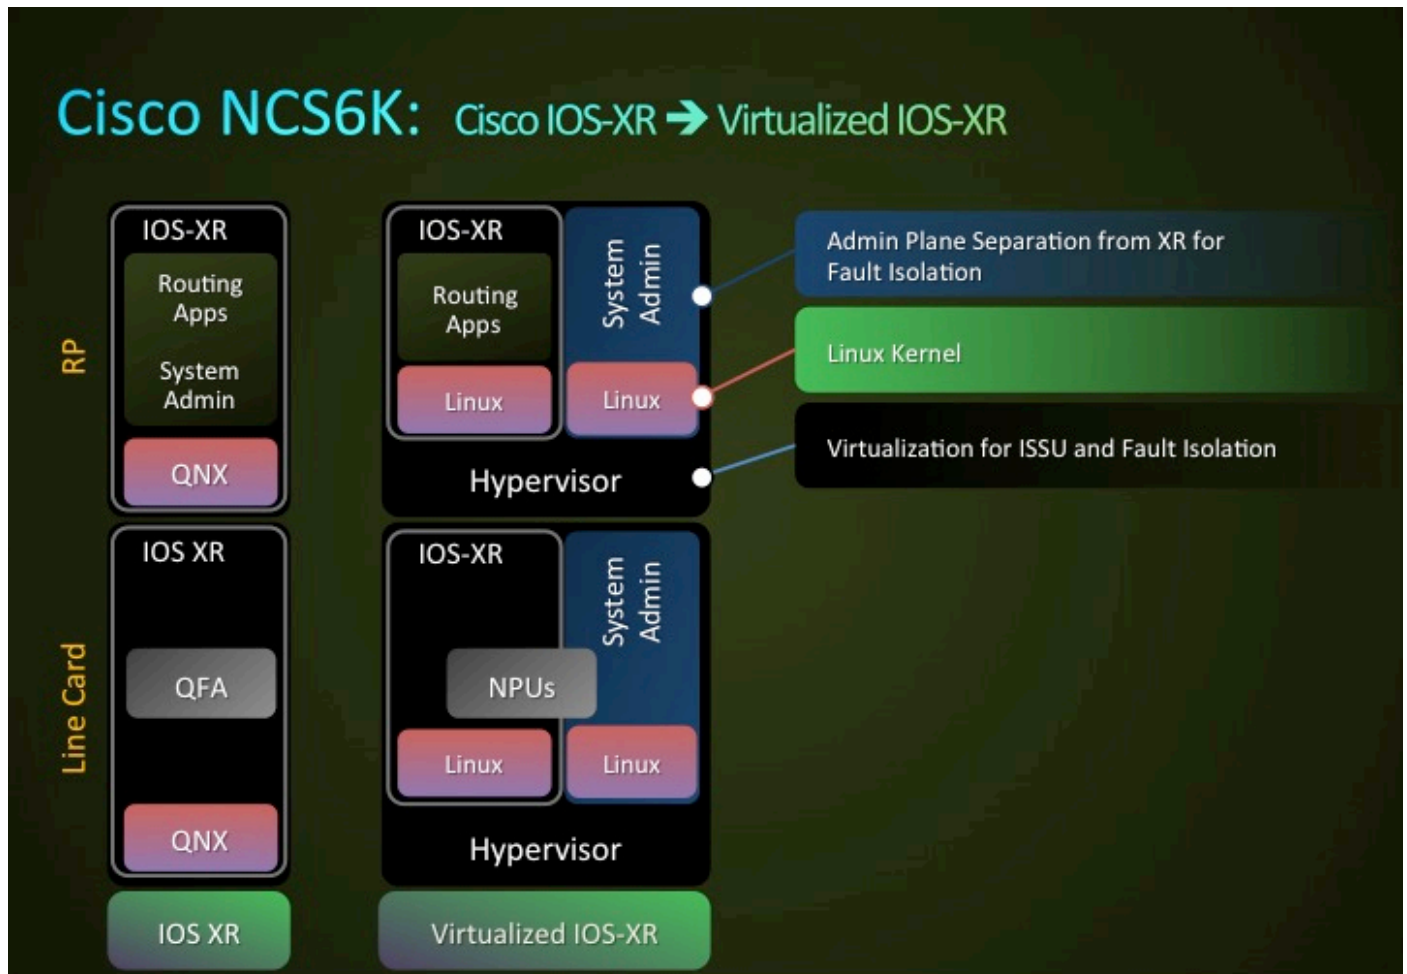 Cisco NCS6K: Cisco IOS-XR ➔ Virtualized IOS-XR
RP
IOS-XR
Routing
Apps
System
Admin
QNX
IOS-XR
Routing
Apps
Linux
System
Admin
Linux
Hypervisor
Admin Plane Separation from XR for
Fault Isolation
Linux Kernel
Virtualization for ISSU and Fault Isolation
Line Card
IOS XR
QFA
QNX
IOS-XR
NPUs
Linux
System
Admin
Linux
Hypervisor
IOS XR
Virtualized IOS-XR